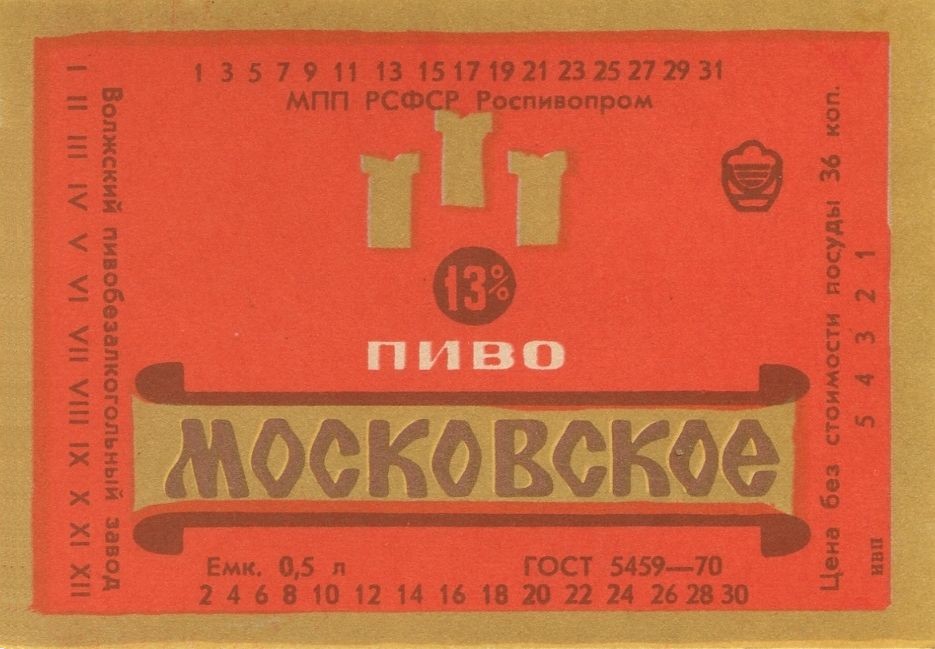 1 3 5 7 9 11 13 15 17 19 21 23 25 27 29 31
МПП РСФСР Роспивопром
I II III IV V VI VII VIII IX X XI XII
Волжский пивобезалкогольный завод
13%
ПИВО
МОСКОВСКОЕ
Емк. 0,5 л
ГОСТ 5459—70
2 4 6 8 10 12 14 16 18 20 22 24 26 28 30
Цена без стоимости посуды 36 коп.
5 4 3 2 1
ИВП